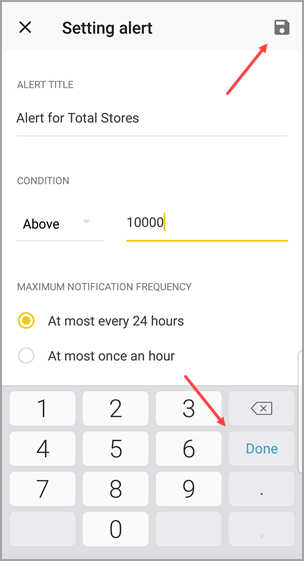 Setting alert
ALERT TITLE
Alert for Total Stores
CONDITION
Above 10000
MAXIMUM NOTIFICATION FREQUENCY
At most every 24 hours
At most once an hour
1 2 3
4 5 6 Done
7 8 9 .
0 ,